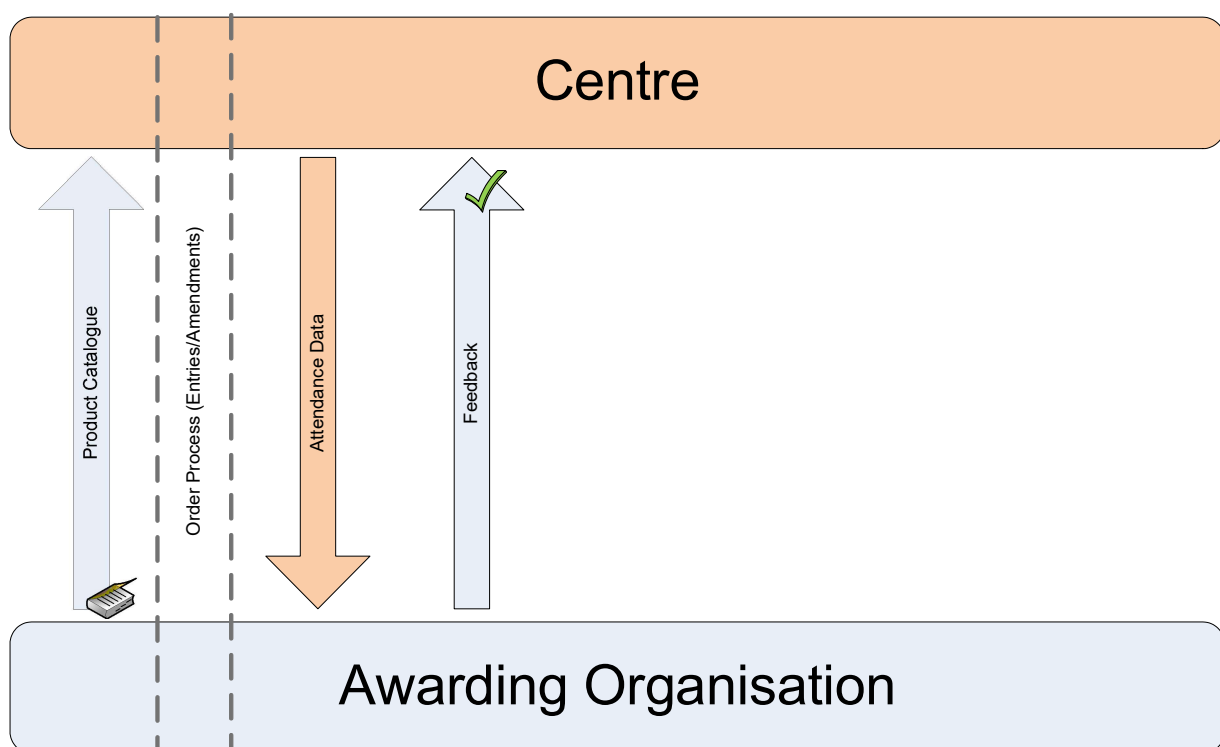 Centre
Product Catalogue
Order Process (Entries/Amendments)
Attendance Data
Feedback
Awarding Organisation